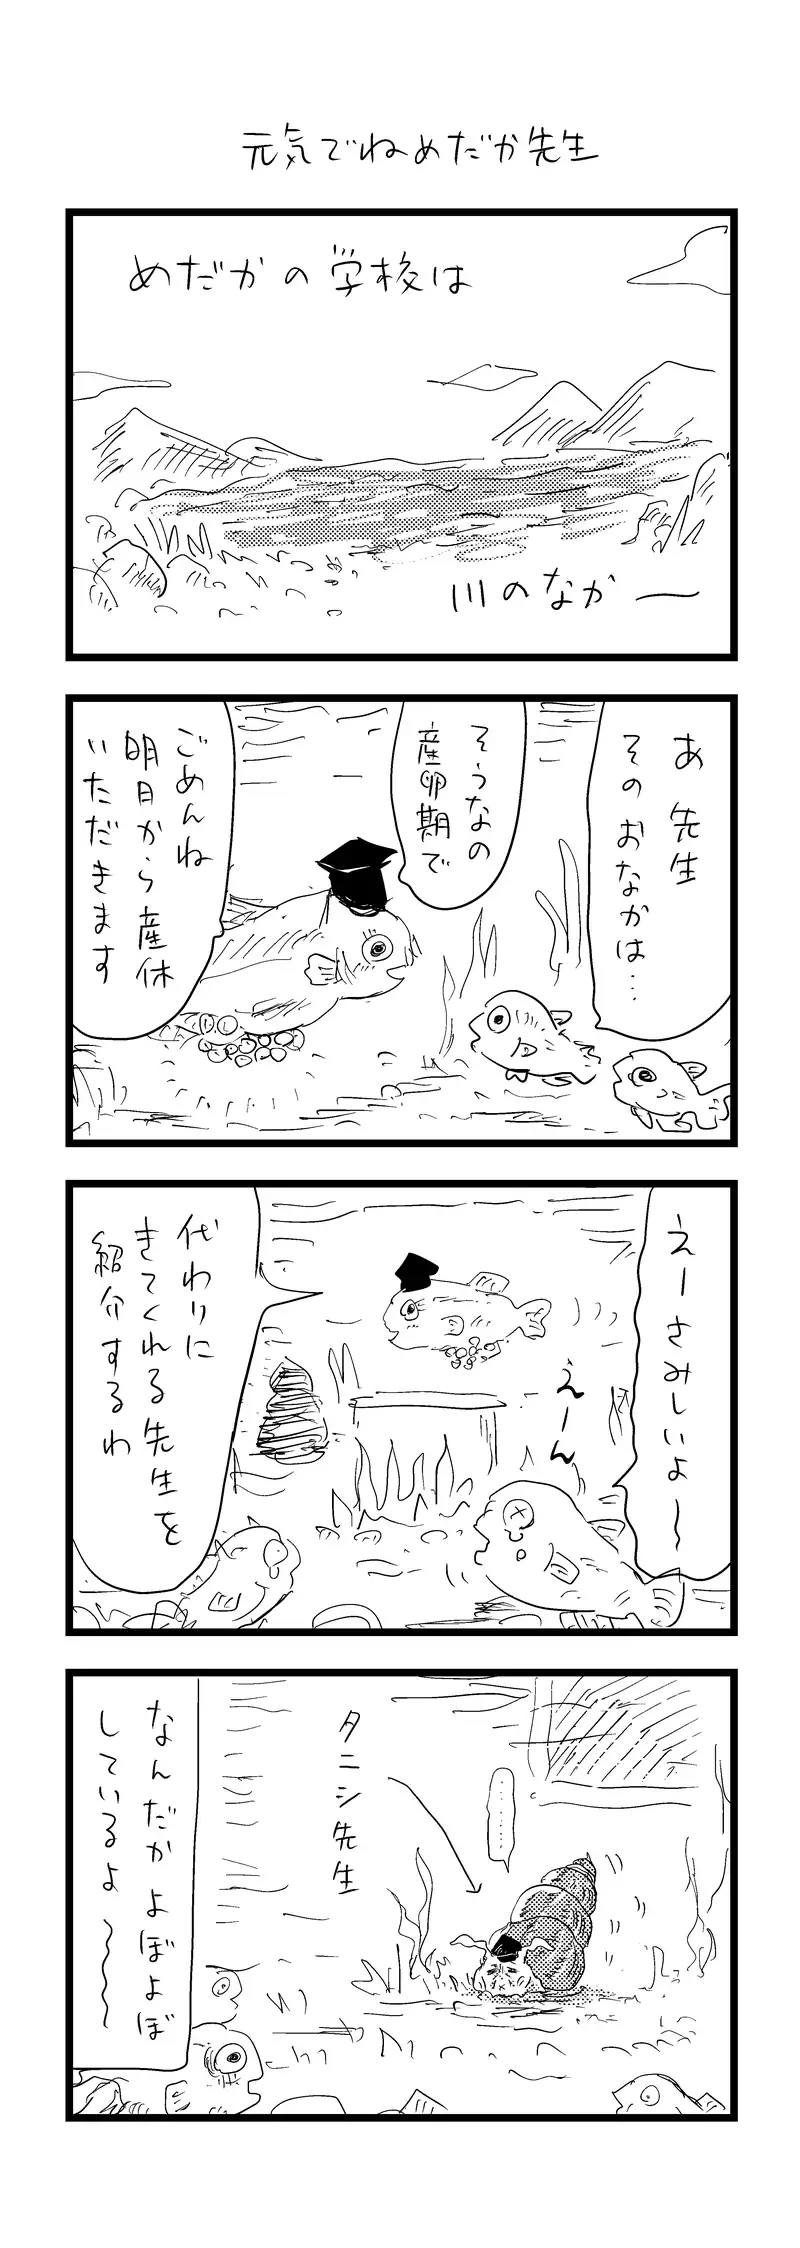 元気でねめだか先生
めだかの学校は
川のなかー
あ 先生
そのおなかは…
そうなの
産卵期で
ごめんね
明日から産休
いただきます
えーさみしいよ〜
えーん
代わりに
きてくれる先生を
紹介するわ
タニシ先生
……
なんだかよぼよぼ
しているよ〜〜〜